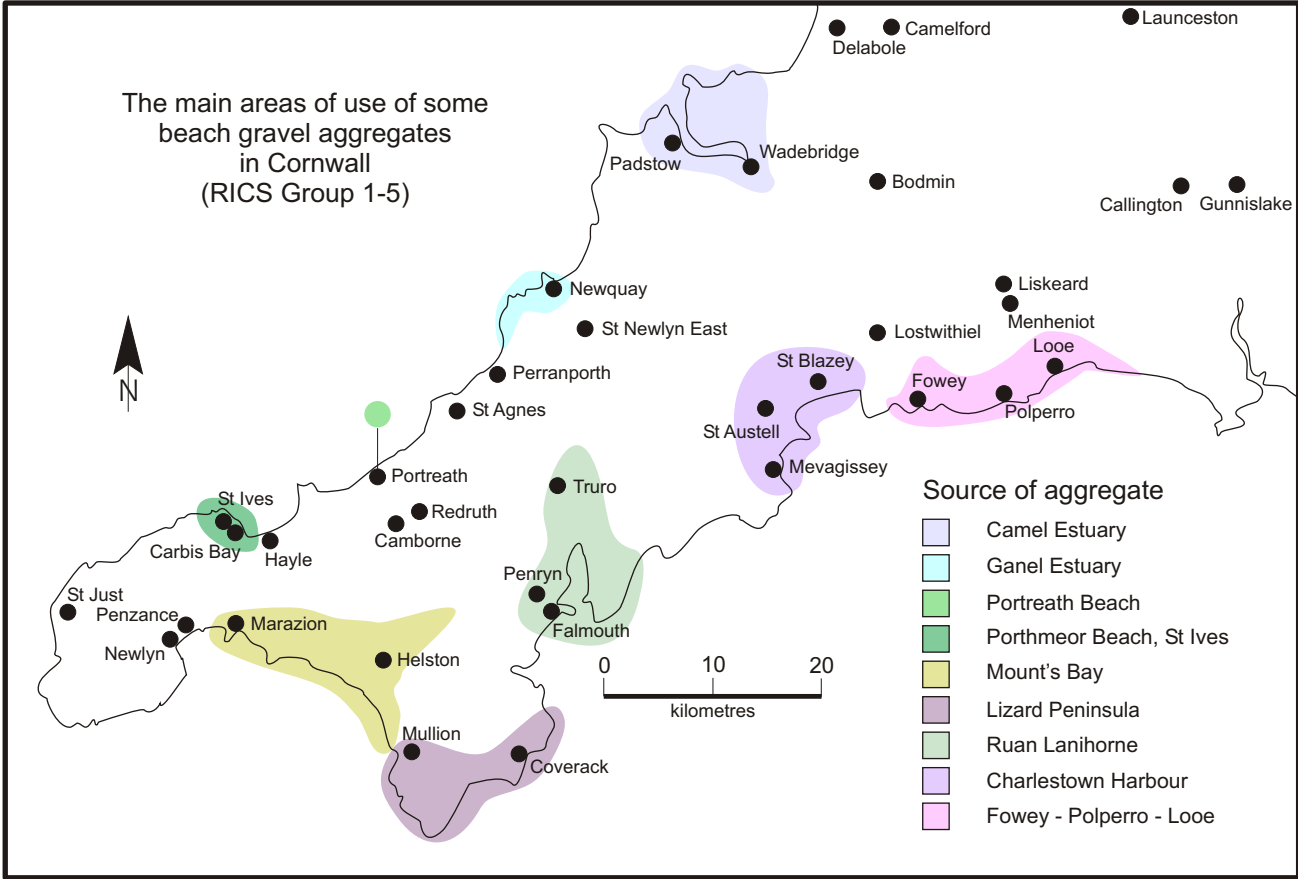 The main areas of use of some
beach gravel aggregates
in Cornwall
(RICS Group 1-5)
Launceston
Camelford
Delabole
Padstow
Wadebridge
Bodmin
Callington
Gunnislake
Newquay
St Newlyn East
Liskeard
Menheniot
Lostwithiel
Looe
St Blazey
Fowey
Polperro
Perranporth
St Agnes
St Austell
Mevagissey
N
Portreath
Truro
St Ives
Redruth
Camborne
Carbis Bay
Hayle
Penryn
St Just
Penzance
Marazion
Falmouth
Newlyn
Helston
0 10 20
kilometres
Mullion
Coverack
Source of aggregate
Camel Estuary
Ganel Estuary
Portreath Beach
Porthmeor Beach, St Ives
Mount's Bay
Lizard Peninsula
Ruan Lanihorne
Charlestown Harbour
Fowey - Polperro - Looe